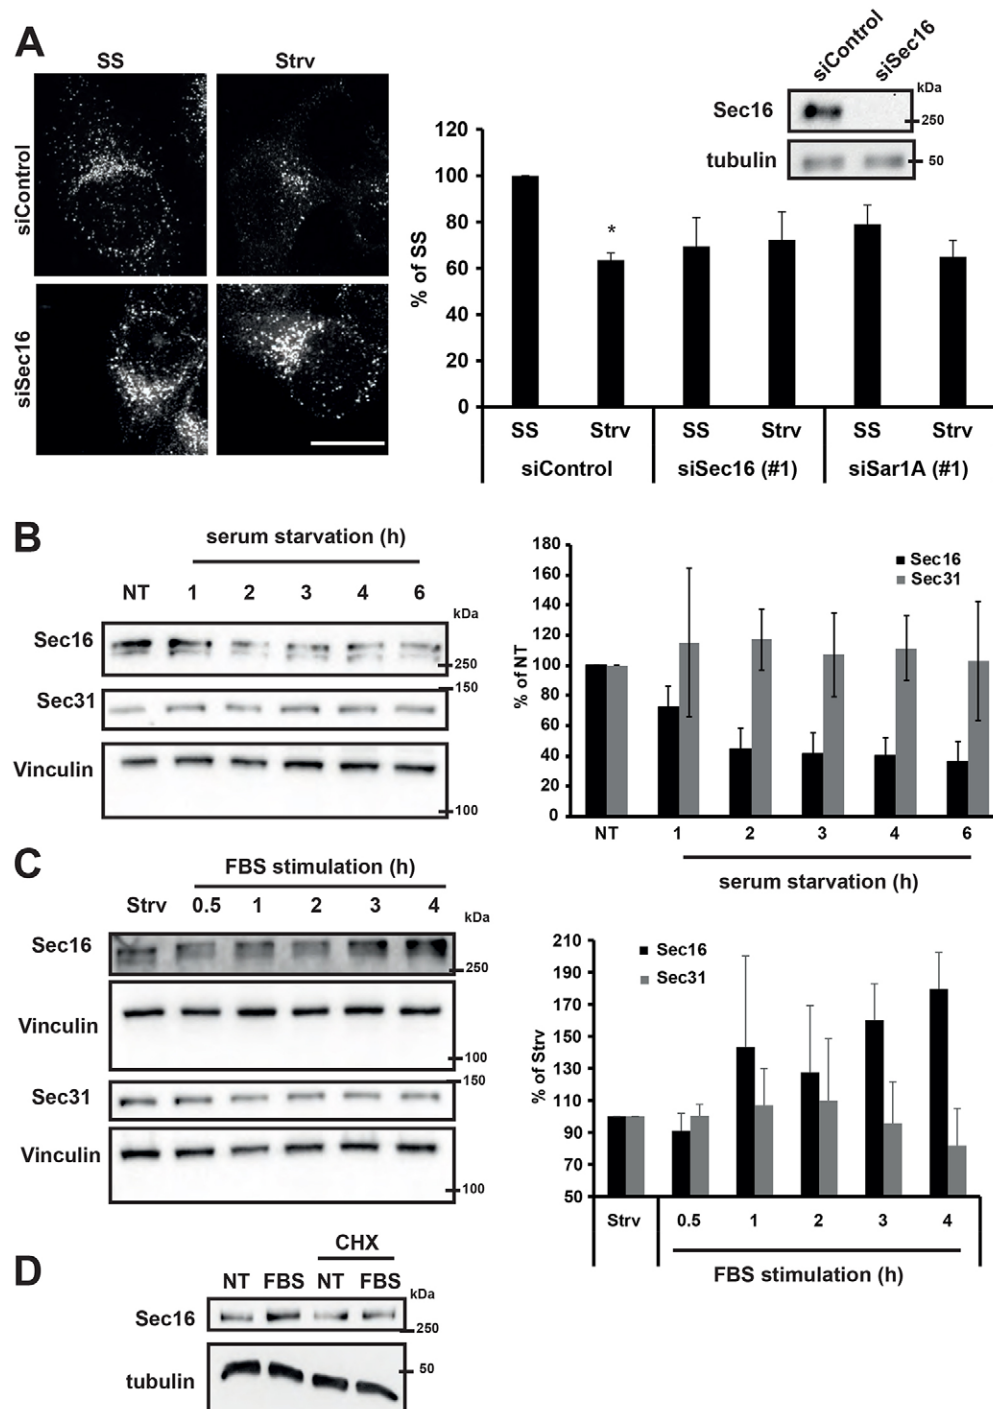 A
SS Strv
siControl
siSec16
siControl siSec16
kDa
Sec16
250
tubulin
50
% of SS
120
100
80
60
40
20
0
*
SS Strv SS Strv SS Strv
siControl siSec16 (#1) siSar1A (#1)
B
serum starvation (h)
NT 1 2 3 4 6
kDa
Sec16
250
150
Sec31
Vinculin
100
% of NT
180
160
140
120
100
80
60
40
20
0
Sec16
Sec31
NT 1 2 3 4 6
serum starvation (h)
C
FBS stimulation (h)
Strv 0.5 1 2 3 4
kDa
Sec16
250
Vinculin
100
150
Sec31
Vinculin
100
% of Strv
210
190
170
150
130
110
90
70
50
Sec16
Sec31
Strv 0.5 1 2 3 4
FBS stimulation (h)
D
CHX
NT FBS NT FBS
kDa
Sec16
250
50
tubulin